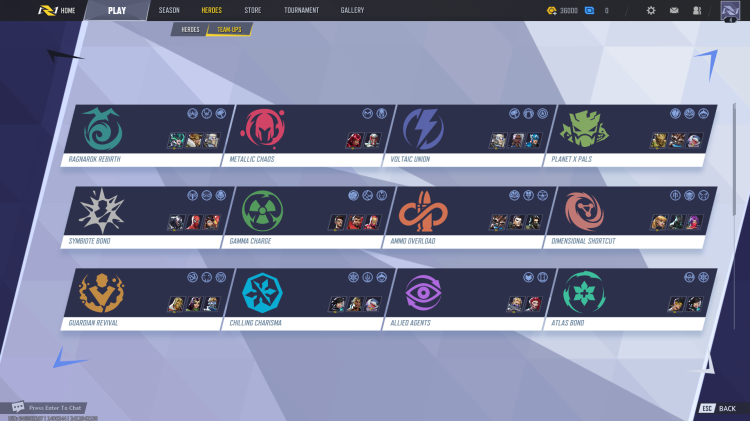 HOME PLAY SEASON HEROES STORE TOURNAMENT GALLERY 36000 0
HEROES TEAM-UPS
RAGNAROK REBIRTH METALLIC CHAOS VOLTAIC UNION PLANET X PALS
SYMBIOTE BOND GAMMA CHARGE AMMO OVERLOAD DIMENSIONAL SHORTCUT
GUARDIAN REVIVAL CHILLING CHARISMA ALLIED AGENTS ATLAS BOND
Press Enter To Chat ESC BACK